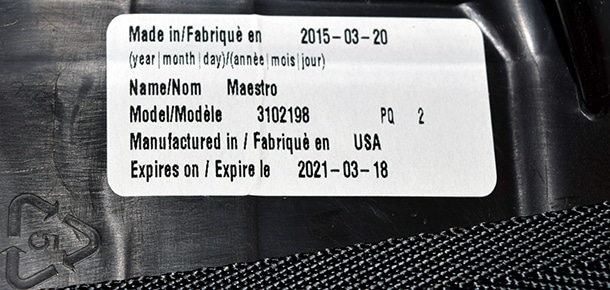 Made in/Fabriquè en 2015-03-20
(year|month|day)/(annèe|mois|jour)
Name/Nom Maestro
Model/Modèle 3102198 PQ 2
Manufactured in / Fabriquè en USA
Expires on / Expire le 2021-03-18
5